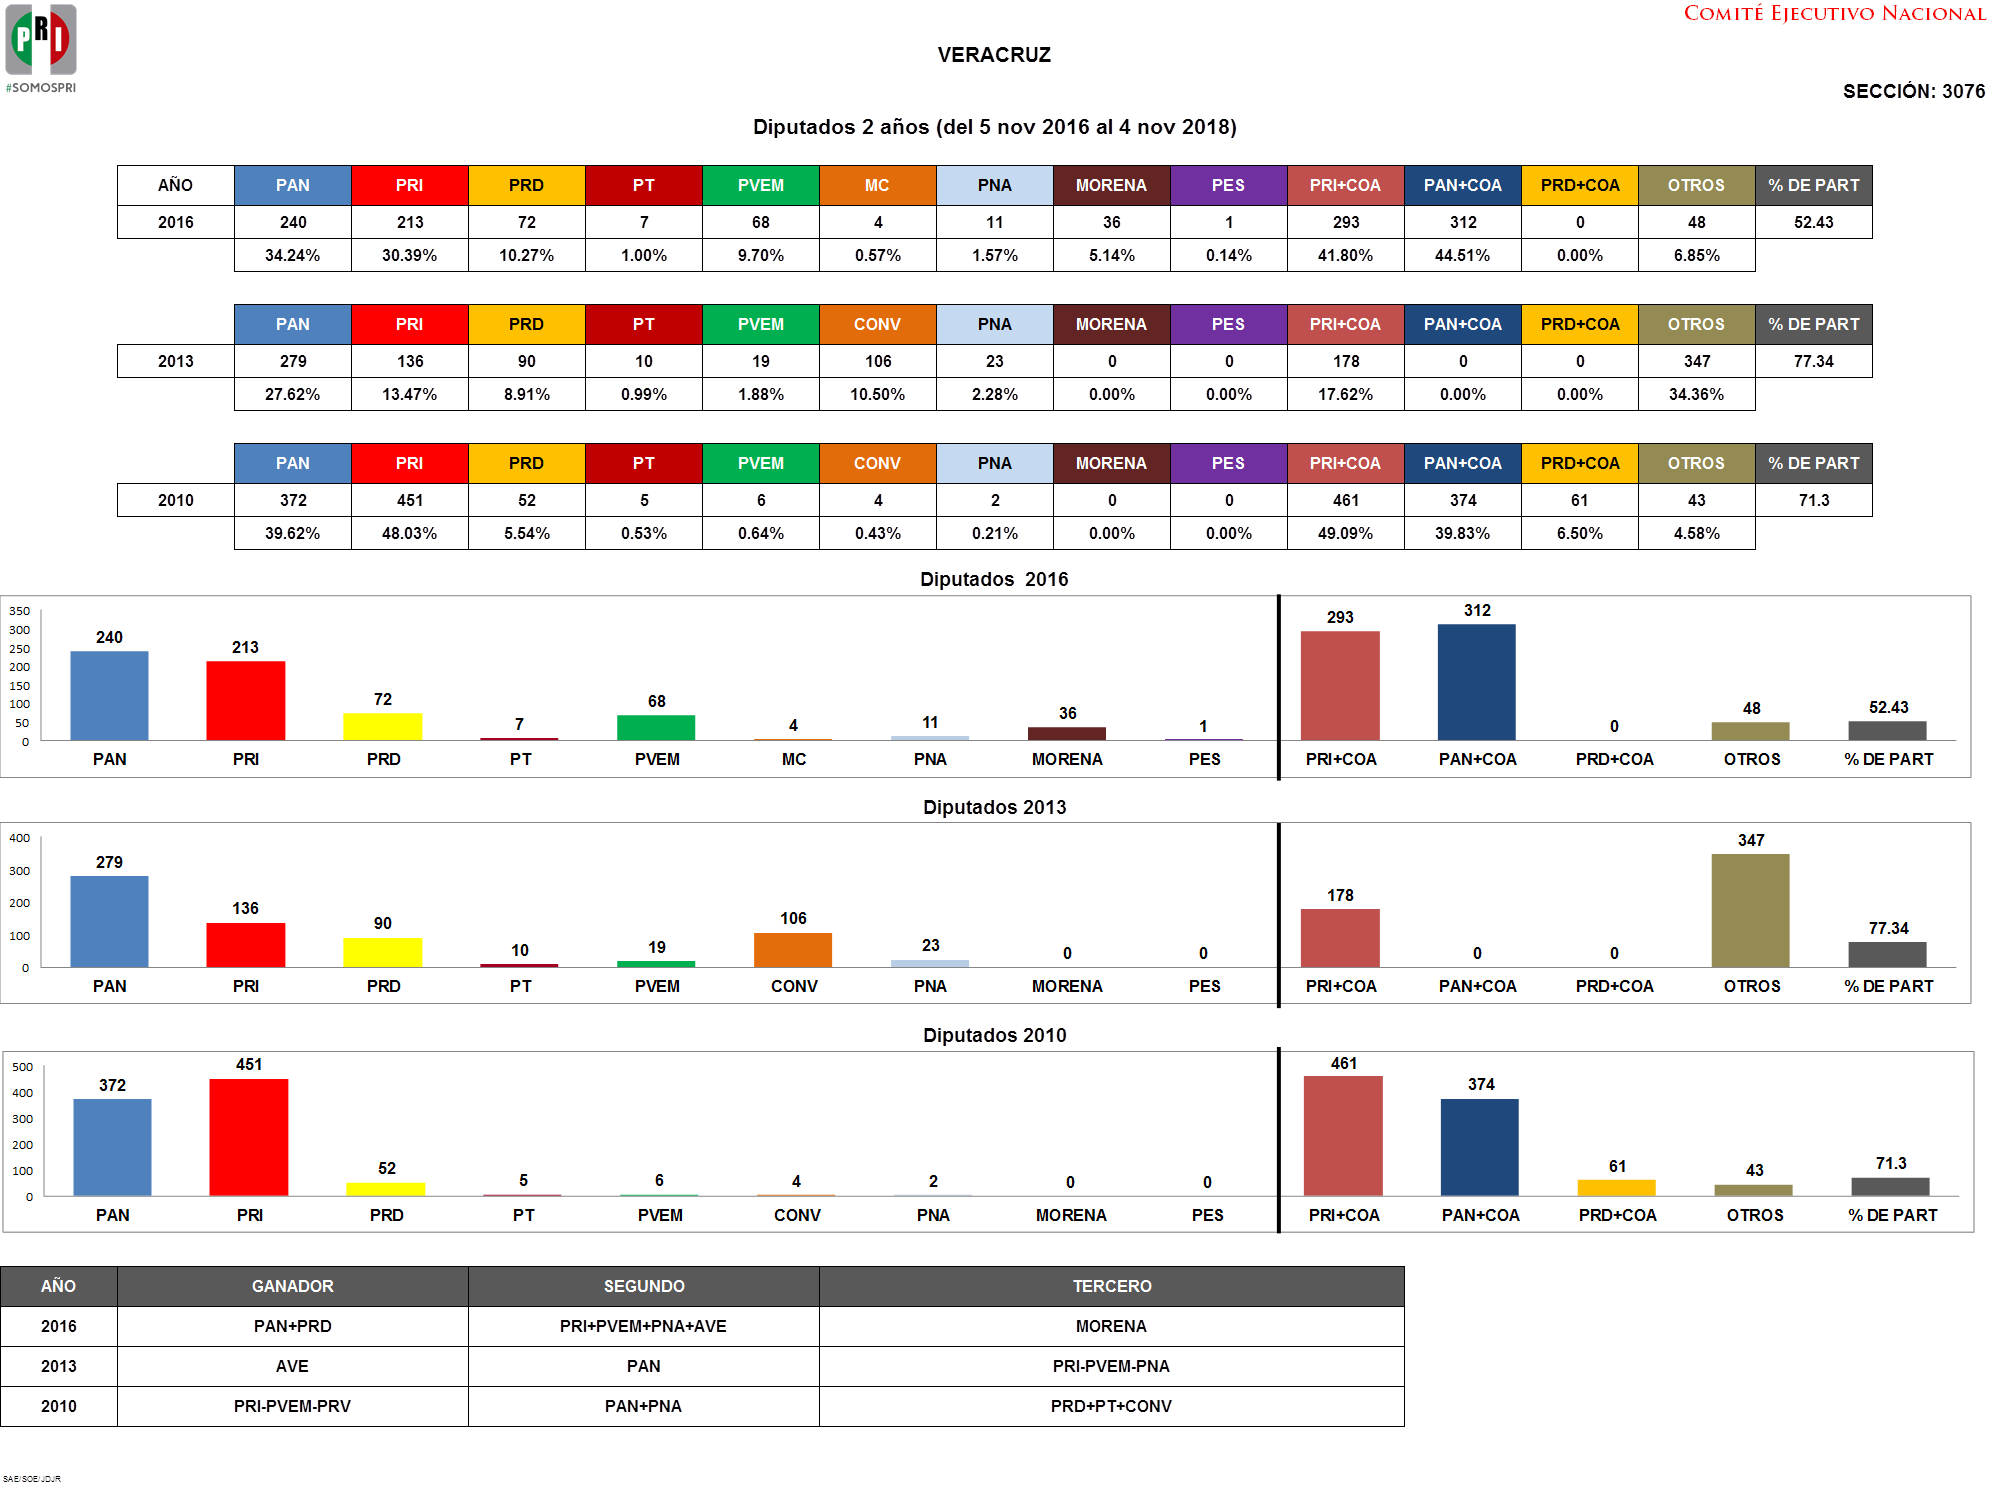 COMITÉ EJECUTIVO NACIONAL
PRI
#SOMOSPRI
VERACRUZ
SECCIÓN: 3076
Diputados 2 años (del 5 nov 2016 al 4 nov 2018)
AÑO PAN PRI PRD PT PVEM MC PNA MORENA PES PRI+COA PAN+COA PRD+COA OTROS % DE PART
2016 240 213 72 7 68 4 11 36 1 293 312 0 48 52.43
34.24% 30.39% 10.27% 1.00% 9.70% 0.57% 1.57% 5.14% 0.14% 41.80% 44.51% 0.00% 6.85%
PAN PRI PRD PT PVEM CONV PNA MORENA PES PRI+COA PAN+COA PRD+COA OTROS % DE PART
2013 279 136 90 10 19 106 23 0 0 178 0 0 347 77.34
27.62% 13.47% 8.91% 0.99% 1.88% 10.50% 2.28% 0.00% 0.00% 17.62% 0.00% 0.00% 34.36%
PAN PRI PRD PT PVEM CONV PNA MORENA PES PRI+COA PAN+COA PRD+COA OTROS % DE PART
2010 372 451 52 5 6 4 2 0 0 461 374 61 43 71.3
39.62% 48.03% 5.54% 0.53% 0.64% 0.43% 0.21% 0.00% 0.00% 49.09% 39.83% 6.50% 4.58%
Diputados 2016
350
300
250
200
150
100
50
0
240 213 72 7 68 4 11 36 1 293 312 0 48 52.43
PAN PRI PRD PT PVEM MC PNA MORENA PES PRI+COA PAN+COA PRD+COA OTROS % DE PART
Diputados 2013
400
300
200
100
0
279 136 90 10 19 106 23 0 0 178 0 0 347 77.34
PAN PRI PRD PT PVEM CONV PNA MORENA PES PRI+COA PAN+COA PRD+COA OTROS % DE PART
Diputados 2010
500
400
300
200
100
0
372 451 52 5 6 4 2 0 0 461 374 61 43 71.3
PAN PRI PRD PT PVEM CONV PNA MORENA PES PRI+COA PAN+COA PRD+COA OTROS % DE PART
AÑO GANADOR SEGUNDO TERCERO
2016 PAN+PRD PRI+PVEM+PNA+AVE MORENA
2013 AVE PAN PRI-PVEM-PNA
2010 PRI-PVEM-PRV PAN+PNA PRD+PT+CONV
SAE/SOE/JDJR